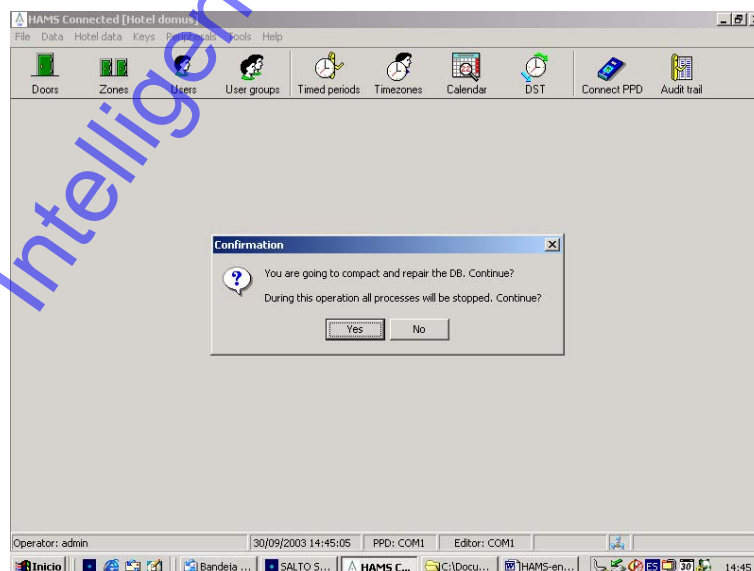 HAMS Connected [Hotel domus]
File Data Hotel data Keys Peripherals Tools Help
Doors Zones Users User groups Timed periods Timezones Calendar DST Connect PPD Audit trail
Intellig
Confirmation
You are going to compact and repair the DB. Continue?
During this operation all processes will be stopped. Continue?
Yes No
Operator: admin 30/09/2003 14:45:05 PPD: COM1 Editor: COM1
Inicio Bandeja ... SALTO S... HAMS C... C:\Docu... HAMS-en... ES 30 14:45